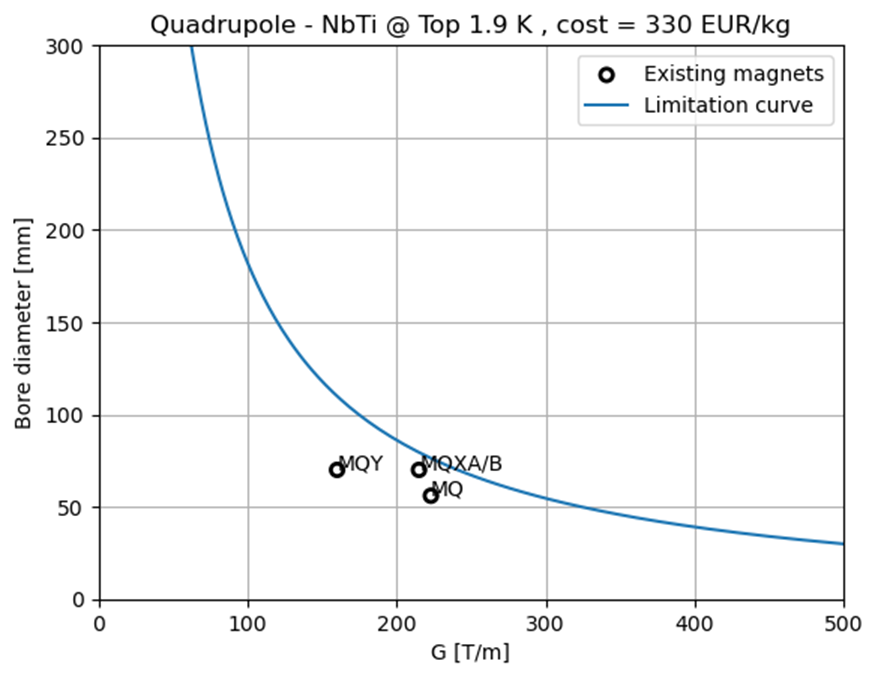 Quadrupole - NbTi @ Top 1.9 K , cost = 330 EUR/kg
Existing magnets
Limitation curve
Bore diameter [mm]
300
250
200
150
100
50
0
MQY
MQXA/B
MQ
0 100 200 300 400 500
G [T/m]